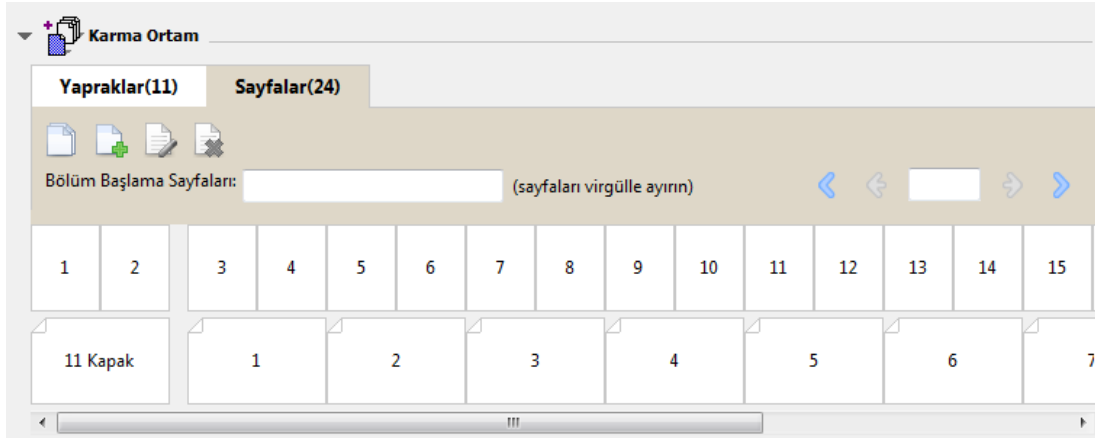 Karma Ortam
Yapraklar(11) Sayfalar(24)
Bölüm Başlama Sayfaları: (sayfaları virgülle ayırın)
1 2 3 4 5 6 7 8 9 10 11 12 13 14 15
11 Kapak 1 2 3 4 5 6 7